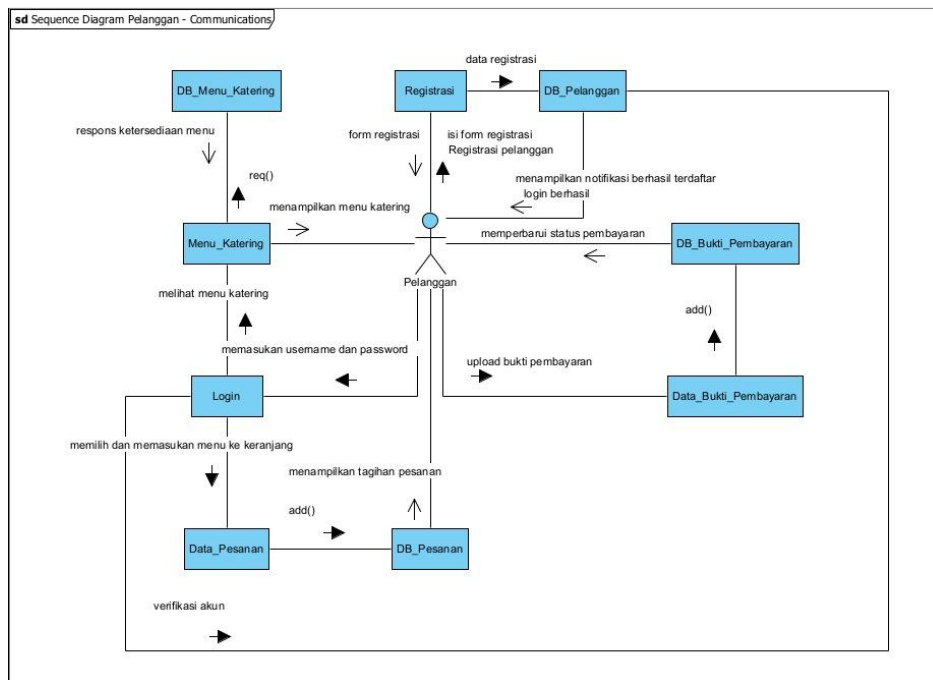 sd Sequence Diagram Pelanggan - Communications
data registrasi
DB_Menu_Katering
Registrasi
DB_Pelanggan
respons ketersediaan menu
form registrasi
isi form registrasi
Registrasi pelanggan
req()
menampilkan notifikasi berhasil terdaftar
login berhasil
menampilkan menu katering
Menu_Katering
memperbarui status pembayaran
DB_Bukti_Pembayaran
Pelanggan
melihat menu katering
add()
memasukan username dan password
upload bukti pembayaran
Login
Data_Bukti_Pembayaran
memilih dan memasukan menu ke keranjang
menampilkan tagihan pesanan
add()
Data_Pesanan
DB_Pesanan
verifikasi akun